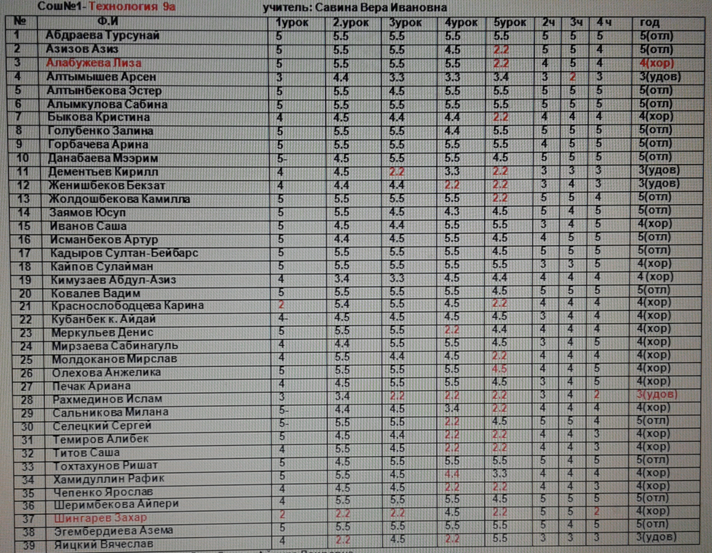 Сош№1- Технология 9а учитель: Савина Вера Ивановна
№ Ф.И 1урок 2.урок 3урок 4урок 5урок 2ч 3ч 4 ч год
1 Абдраева Турсунай 5 5.5 5.5 5.5 5.5 5 5 5 5(отл)
2 Азизов Азиз 5 5.5 5.5 4.5 2.2 5 5 4 5(отл)
3 Алабужева Лиза 5 5.5 5.5 5.5 2.2 4 5 4 4(хор)
4 Алтымышев Арсен 3 4.4 3.3 3.3 3.4 3 2 3 3(удов)
5 Алтынбекова Эстер 5 5.5 4.5 5.5 5.5 5 5 5 5(отл)
6 Алымкулова Сабина 5 5.5 5.5 5.5 5.5 5 5 5 5(отл)
7 Быкова Кристина 4 4.5 4.4 4.4 2.2 4 4 4 4(хор)
8 Голубенко Залина 5 5.5 5.5 4.4 5.5 5 5 5 5(отл)
9 Горбачева Арина 5 5.5 5.5 5.5 5.5 4 5 5 5(отл)
10 Данабаева Мээрим 5- 4.5 5.5 5.5 4.5 5 5 5 5(отл)
11 Дементьев Кирилл 4 4.5 2.2 3.3 2.2 3 3 3 3(удов)
12 Женишбеков Бекзат 4 4.4 4.4 2.2 2.2 3 4 3 3(удов)
13 Жолдошбекова Камилла 5 5.5 5.5 5.5 2.2 5 5 4 5(отл)
14 Заямов Юсуп 5 5.5 4.5 4.3 4.5 5 4 5 5(отл)
15 Иванов Саша 5 4.4 4.5 5.5 4.5 3 4 5 4(хор)
16 Исманбеков Артур 5 4.4 4.5 5.5 4.5 4 5 5 5(отл)
17 Кадыров Султан-Бейбарс 5 5.5 5.5 5.5 5.5 5 5 5 5(отл)
18 Кайпов Сулайман 5 5.5 5.5 5.5 5.5 3 3 5 4(хор)
19 Кимузаев Абдул-Азиз 4 3.4 3.3 4.5 4.4 4 4 4 4(хор)
20 Ковалев Вадим 5 5.5 5.5 5.5 4.5 5 5 5 5(отл)
21 Краснослободцева Карина 2 5.4 5.5 4.5 2.2 4 4 4 4(хор)
22 Кубанбек к. Айдай 4- 4.5 4.5 4.5 4.5 3 4 4 4(хор)
23 Меркульев Денис 5 5.5 5.5 2.2 4.4 4 4 4 4(хор)
24 Мирзаева Сабинагуль 4 4.4 5.5 5.5 4.5 3 4 5 4(хор)
25 Молдоканов Мирслав 4 5.5 4.4 4.5 2.2 4 4 4 4(хор)
26 Олехова Анжелика 5 5.5 5.5 5.5 4.5 4 4 5 4(хор)
27 Печак Ариана 4 4.5 5.5 5.5 4.5 3 4 5 4(хор)
28 Рахмединов Ислам 3 3.4 2.2 2.2 2.2 3 4 2 3(удов)
29 Сальникова Милана 5- 4.4 4.5 3.4 2.2 4 4 4 4(хор)
30 Селецкий Сергей 5- 5.5 5.5 2.2 4.5 5 5 4 5(отл)
31 Темиров Алибек 5 4.5 4.4 2.2 2.2 4 4 3 4(хор)
32 Титов Саша 4 4.5 5.5 2.2 2.2 4 4 3 4(хор)
33 Тохтахунов Ришат 5 5.5 5.5 5.5 5.5 5 4 5 5(отл)
34 Хамидуллин Рафик 5 4.5 5.5 4.4 3.3 4 4 4 4(хор)
35 Чепенко Ярослав 4 4.5 4.5 2.2 2.2 4 4 3 4(хор)
36 Шеримбекова Айпери 4 5.5 5,5 5.5 4.5 5 5 5 5(отл)
37 Шингарев Захар 2 2.2 2.2 4.5 2.2 5 5 2 4(хор)
38 Эгембердиева Азема 5 5.5 5.5 5.5 5.5 5 4 5 5(отл)
39 Яицкий Вячеслав 4 2.2 4.5 2.2 5.5 3 3 3 3(удов)